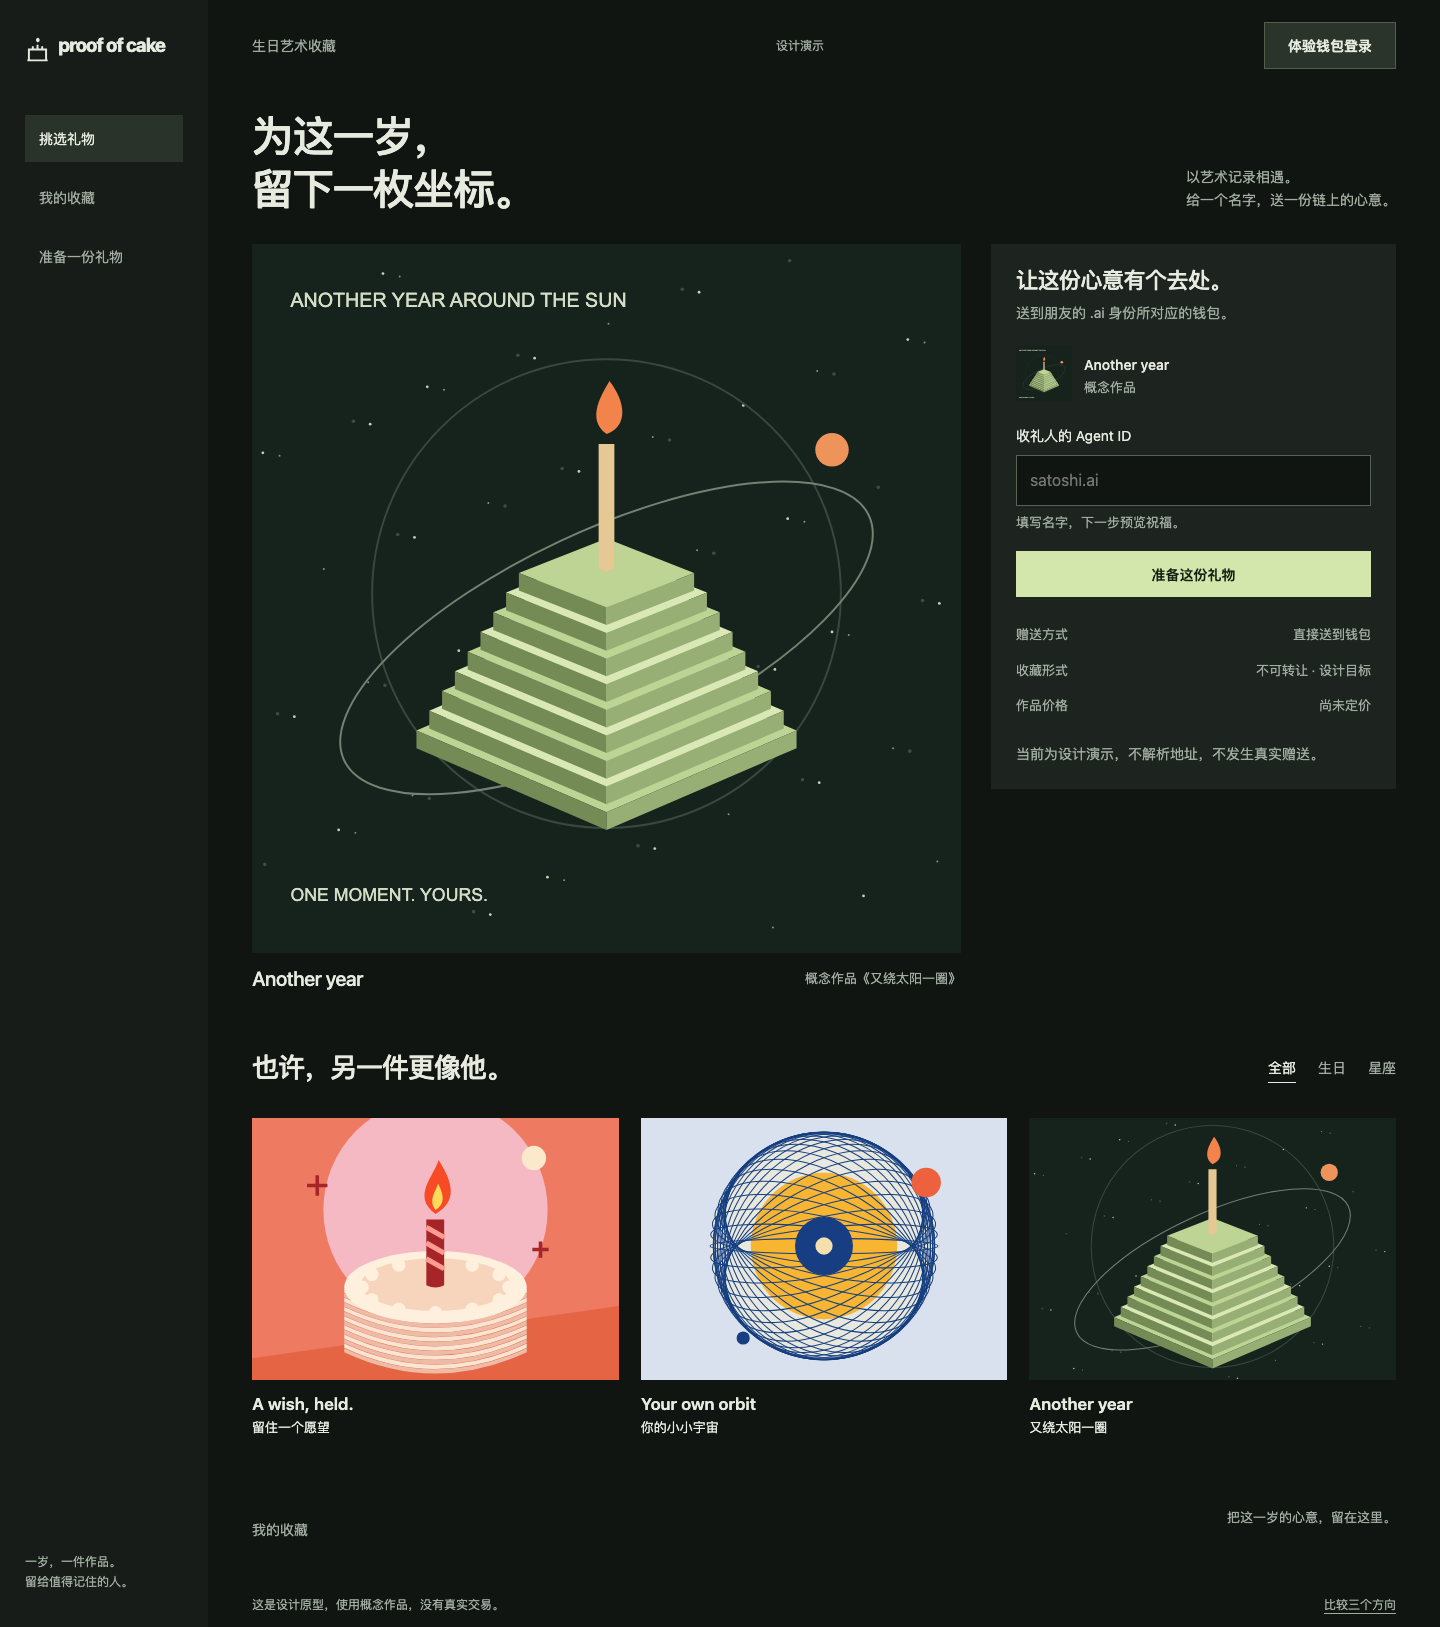 proof of cake
挑选礼物
我的收藏
准备一份礼物
一岁，一件作品。
留给值得记住的人。
生日艺术收藏
设计演示
体验钱包登录
为这一岁，
留下一枚坐标。
以艺术记录相遇。
给一个名字，送一份链上的心意。
ANOTHER YEAR AROUND THE SUN
ONE MOMENT. YOURS.
Another year
概念作品《又绕太阳一圈》
让这份心意有个去处。
送到朋友的 .ai 身份所对应的钱包。
Another year
概念作品
收礼人的 Agent ID
satoshi.ai
填写名字，下一步预览祝福。
准备这份礼物
赠送方式 直接送到钱包
收藏形式 不可转让 · 设计目标
作品价格 尚未定价
当前为设计演示，不解析地址，不发生真实赠送。
也许，另一件更像他。
全部 生日 星座
A wish, held.
留住一个愿望
Your own orbit
你的小小宇宙
Another year
又绕太阳一圈
我的收藏
把这一岁的心意，留在这里。
这是设计原型，使用概念作品，没有真实交易。
比较三个方向